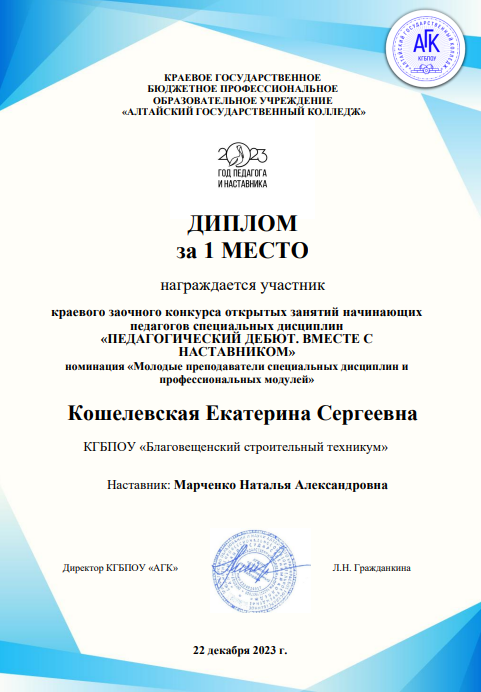 АГК
КГБПОУ
АЛТАЙСКИЙ ГОСУДАРСТВЕННЫЙ КОЛЛЕДЖ
КРАЕВОЕ ГОСУДАРСТВЕННОЕ
БЮДЖЕТНОЕ ПРОФЕССИОНАЛЬНОЕ
ОБРАЗОВАТЕЛЬНОЕ УЧРЕЖДЕНИЕ
«АЛТАЙСКИЙ ГОСУДАРСТВЕННЫЙ КОЛЛЕДЖ»
2023
ГОД ПЕДАГОГА
И НАСТАВНИКА
ДИПЛОМ
за 1 МЕСТО
награждается участник
краевого заочного конкурса открытых занятий начинающих
педагогов специальных дисциплин
«ПЕДАГОГИЧЕСКИЙ ДЕБЮТ. ВМЕСТЕ С
НАСТАВНИКОМ»
номинация «Молодые преподаватели специальных дисциплин и
профессиональных модулей»
Кошелевская Екатерина Сергеевна
КГБПОУ «Благовещенский строительный техникум»
Наставник: Марченко Наталья Александровна
Директор КГБПОУ «АГК»
Л.Н. Гражданкина
22 декабря 2023 г.